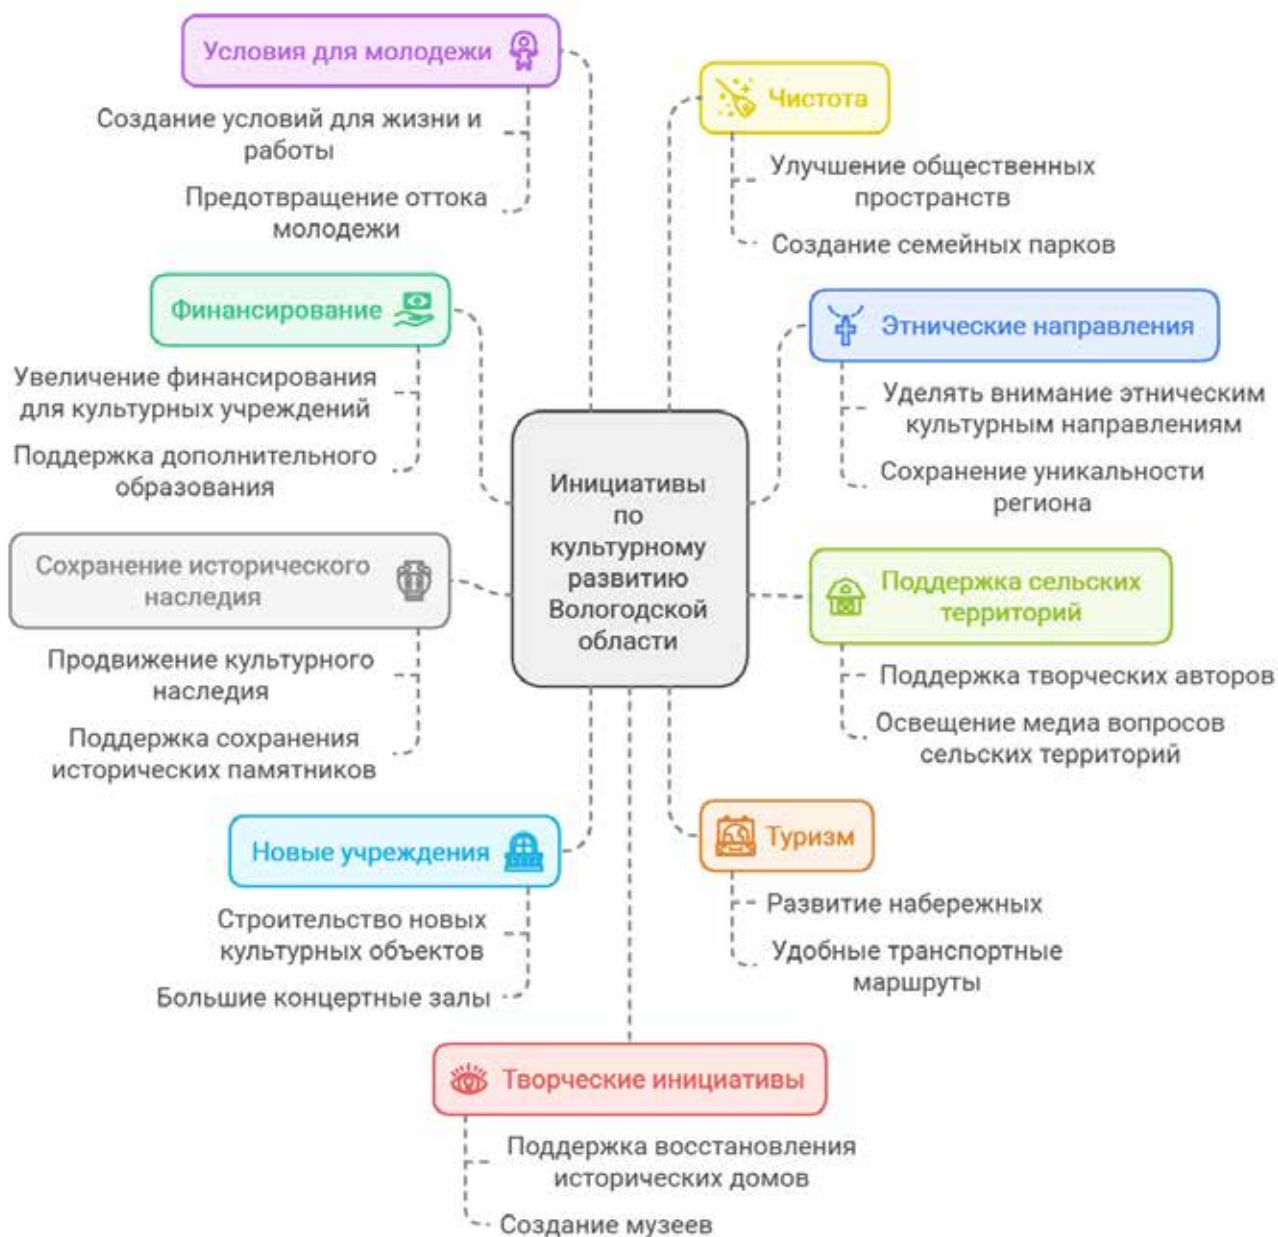 Условия для молодежи
Создание условий для жизни и
работы
Предотвращение оттока
молодежи
Чистота
Улучшение общественных
пространств
Создание семейных парков
Финансирование
Увеличение финансирования
для культурных учреждений
Поддержка дополнительного
образования
Этнические направления
Уделять внимание этническим
культурным направлениям
Сохранение уникальности
региона
Инициативы
по
культурному
развитию
Вологодской
области
Сохранение исторического
наследия
Продвижение культурного
наследия
Поддержка сохранения
исторических памятников
Поддержка сельских
территорий
Поддержка творческих авторов
Освещение медиа вопросов
сельских территорий
Новые учреждения
Строительство новых
культурных объектов
Большие концертные залы
Туризм
Развитие набережных
Удобные транспортные
маршруты
Творческие инициативы
Поддержка восстановления
исторических домов
Создание музеев